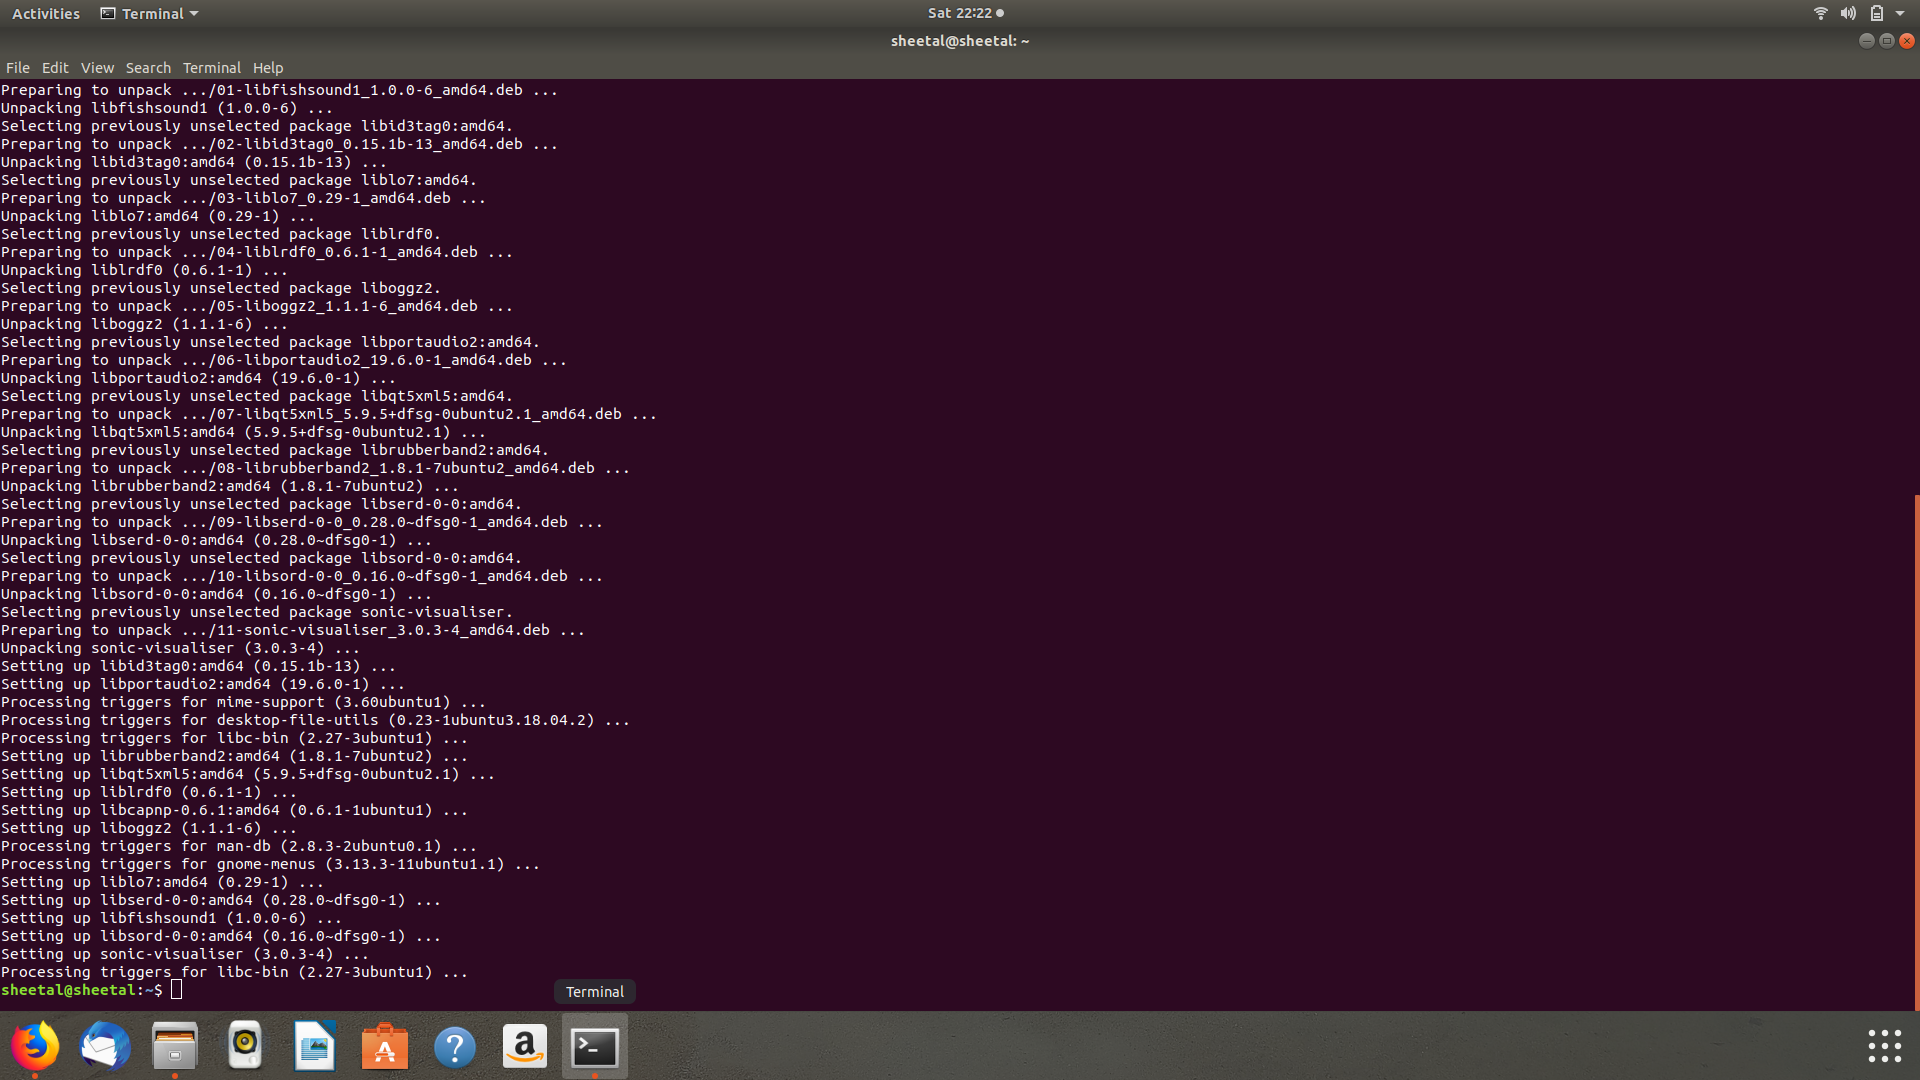 Activities Terminal Sat 22:22
sheetal@sheetal: ~
File Edit View Search Terminal Help
Preparing to unpack .../01-libfishsound1_1.0.0-6_amd64.deb ...
Unpacking libfishsound1 (1.0.0-6) ...
Selecting previously unselected package libid3tag0:amd64.
Preparing to unpack .../02-libid3tag0_0.15.1b-13_amd64.deb ...
Unpacking libid3tag0:amd64 (0.15.1b-13) ...
Selecting previously unselected package liblo7:amd64.
Preparing to unpack .../03-liblo7_0.29-1_amd64.deb ...
Unpacking liblo7:amd64 (0.29-1) ...
Selecting previously unselected package liblrdf0.
Preparing to unpack .../04-liblrdf0_0.6.1-1_amd64.deb ...
Unpacking liblrdf0 (0.6.1-1) ...
Selecting previously unselected package liboggz2.
Preparing to unpack .../05-liboggz2_1.1.1-6_amd64.deb ...
Unpacking liboggz2 (1.1.1-6) ...
Selecting previously unselected package libportaudio2:amd64.
Preparing to unpack .../06-libportaudio2_19.6.0-1_amd64.deb ...
Unpacking libportaudio2:amd64 (19.6.0-1) ...
Selecting previously unselected package libqt5xml5:amd64.
Preparing to unpack .../07-libqt5xml5_5.9.5+dfsg-0ubuntu2.1_amd64.deb ...
Unpacking libqt5xml5:amd64 (5.9.5+dfsg-0ubuntu2.1) ...
Selecting previously unselected package librubberband2:amd64.
Preparing to unpack .../08-librubberband2_1.8.1-7ubuntu2_amd64.deb ...
Unpacking librubberband2:amd64 (1.8.1-7ubuntu2) ...
Selecting previously unselected package libserd-0-0:amd64.
Preparing to unpack .../09-libserd-0-0_0.28.0~dfsg0-1_amd64.deb ...
Unpacking libserd-0-0:amd64 (0.28.0~dfsg0-1) ...
Selecting previously unselected package libsord-0-0:amd64.
Preparing to unpack .../10-libsord-0-0_0.16.0~dfsg0-1_amd64.deb ...
Unpacking libsord-0-0:amd64 (0.16.0~dfsg0-1) ...
Selecting previously unselected package sonic-visualiser.
Preparing to unpack .../11-sonic-visualiser_3.0.3-4_amd64.deb ...
Unpacking sonic-visualiser (3.0.3-4) ...
Setting up libid3tag0:amd64 (0.15.1b-13) ...
Setting up libportaudio2:amd64 (19.6.0-1) ...
Processing triggers for mime-support (3.60ubuntu1) ...
Processing triggers for desktop-file-utils (0.23-1ubuntu3.18.04.2) ...
Processing triggers for libc-bin (2.27-3ubuntu1) ...
Setting up librubberband2:amd64 (1.8.1-7ubuntu2) ...
Setting up libqt5xml5:amd64 (5.9.5+dfsg-0ubuntu2.1) ...
Setting up liblrdf0 (0.6.1-1) ...
Setting up libcapnp-0.6.1:amd64 (0.6.1-1ubuntu1) ...
Setting up liboggz2 (1.1.1-6) ...
Processing triggers for man-db (2.8.3-2ubuntu0.1) ...
Processing triggers for gnome-menus (3.13.3-11ubuntu1.1) ...
Setting up liblo7:amd64 (0.29-1) ...
Setting up libserd-0-0:amd64 (0.28.0~dfsg0-1) ...
Setting up libfishsound1 (1.0.0-6) ...
Setting up libsord-0-0:amd64 (0.16.0~dfsg0-1) ...
Setting up sonic-visualiser (3.0.3-4) ...
Processing triggers for libc-bin (2.27-3ubuntu1) ...
sheetal@sheetal:~$
Terminal